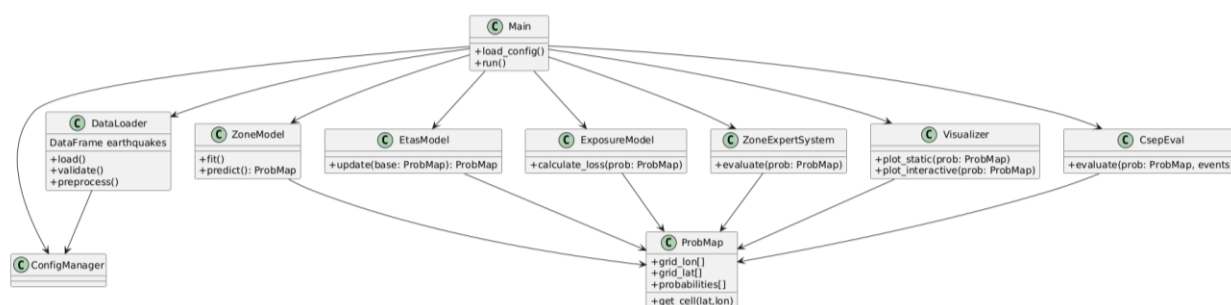 C Main
+load_config()
+run()
C DataLoader
DataFrame earthquakes
+load()
+validate()
+preprocess()
C ZoneModel
+fit()
+predict(): ProbMap
C EtasModel
+update(base: ProbMap): ProbMap
C ExposureModel
+calculate_loss(prob: ProbMap)
C ZoneExpertSystem
+evaluate(prob: ProbMap)
C Visualizer
+plot_static(prob: ProbMap)
+plot_interactive(prob: ProbMap)
C CsepEval
+evaluate(prob: ProbMap, events
C ConfigManager
C ProbMap
+grid_lon[]
+grid_lat[]
+probabilities[]
+get_cell(lat,lon)